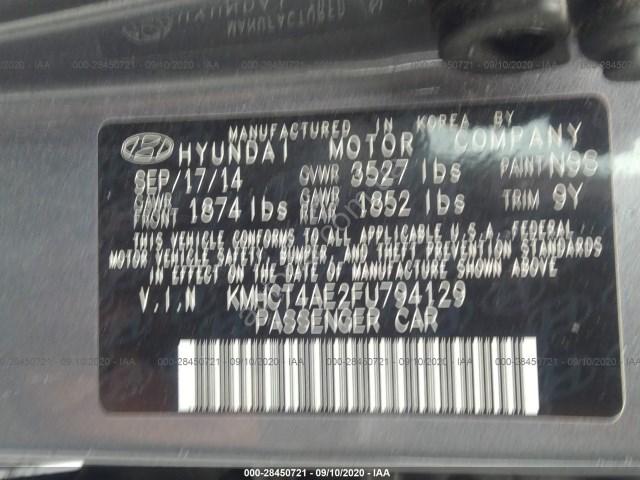 MANUFACTURED IN KOREA BY
HYUNDAI MOTOR COMPANY
SEP/17/14 GVWR 3527 lbs PAINT N9S
GAWR FRONT 1874 lbs GAWR REAR 1852 lbs TRIM 9Y
THIS VEHICLE CONFORMS TO ALL APPLICABLE U.S.A. FEDERAL
MOTOR VEHICLE SAFETY, BUMPER, AND THEFT PREVENTION STANDARDS
IN EFFECT ON THE DATE OF MANUFACTURE SHOWN ABOVE.
V.I.N KMHCT4AE2FU794129
PASSENGER CAR
000-28450721 - 09/10/2020 - IAA